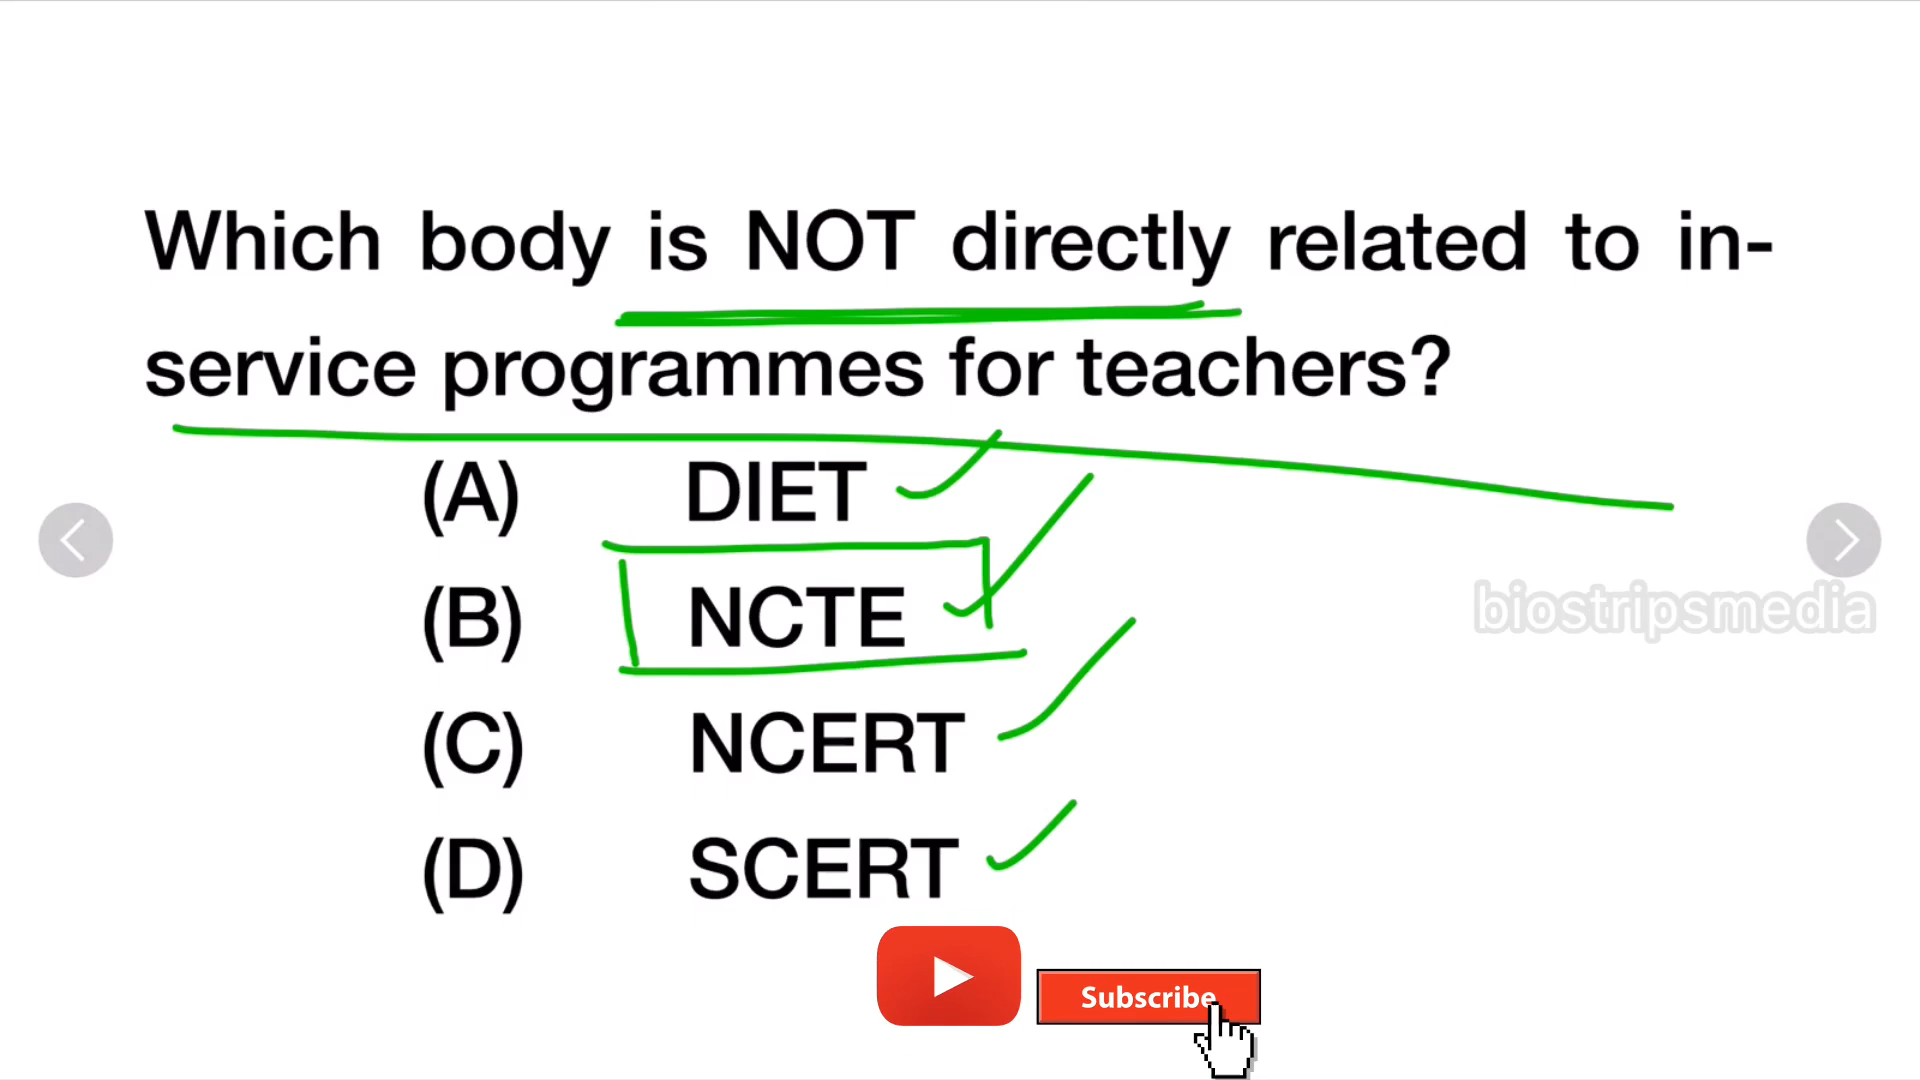 Which body is NOT directly related to in-
service programmes for teachers?
(A) DIET
(B) NCTE
(C) NCERT
(D) SCERT
biostripsmedia
Subscribe